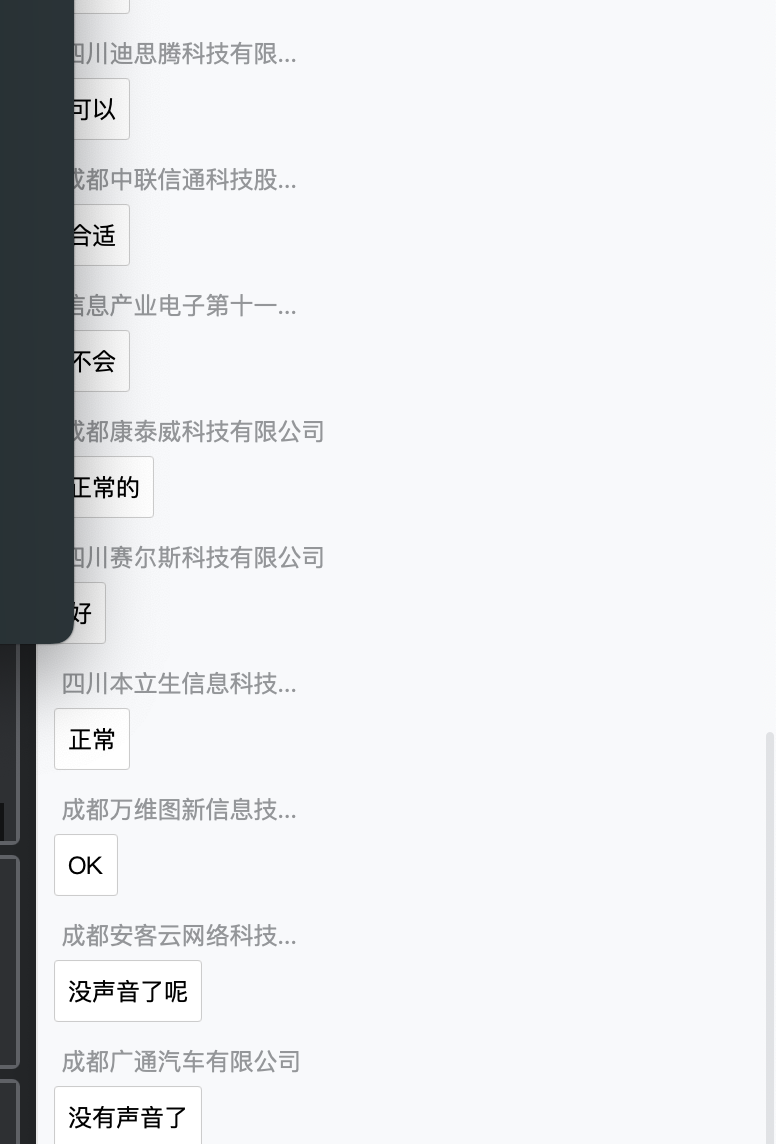 四川迪思腾科技有限...
可以
成都中联信通科技股...
合适
信息产业电子第十一...
不会
成都康泰威科技有限公司
正常的
四川赛尔斯科技有限公司
好
四川本立生信息科技...
正常
成都万维图新信息技...
OK
成都安客云网络科技...
没声音了呢
成都广通汽车有限公司
没有声音了